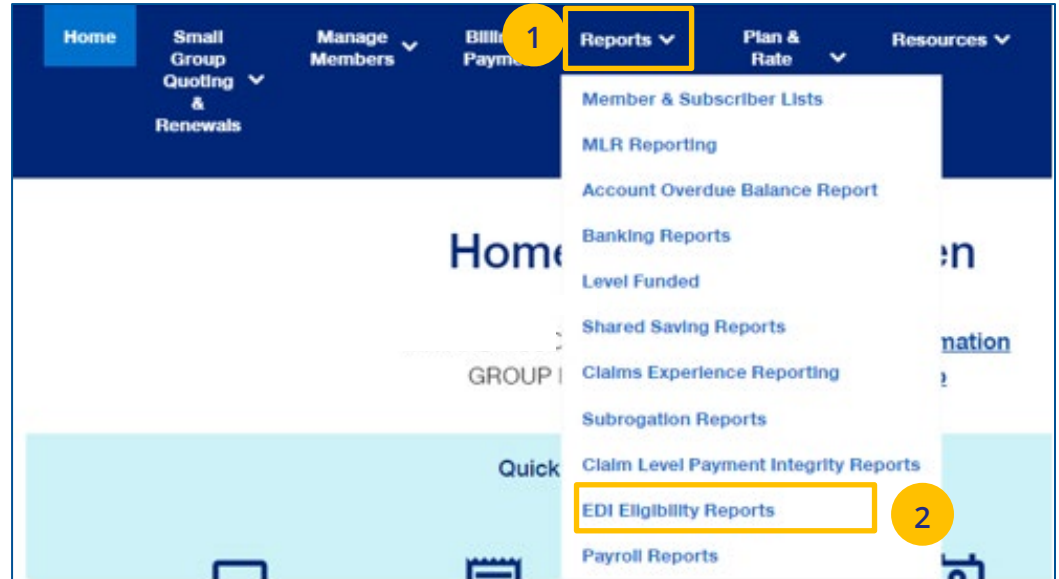 Home
Small
Group
Quoting
&
Renewals
Manage
Members
1
Reports
Plan &
Rate
Resources
Member & Subscriber Lists
MLR Reporting
Account Overdue Balance Report
Banking Reports
Level Funded
Shared Saving Reports
Claims Experience Reporting
Subrogation Reports
Claim Level Payment Integrity Reports
EDI Eligibility Reports
2
Payroll Reports
Home
GROUP
Quick